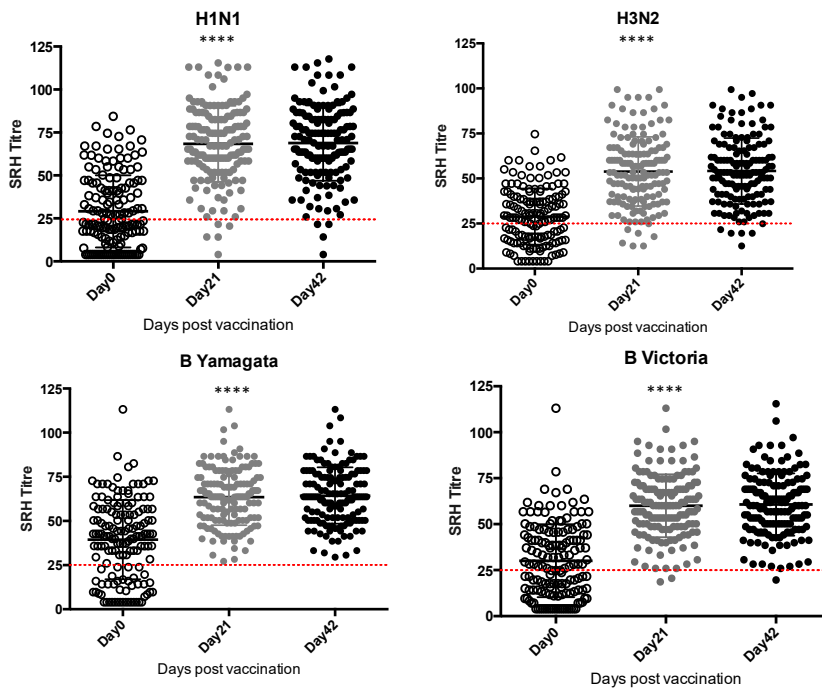 H1N1
****
125
100
75
50
25
0
SRH Titre
Day0
Day21
Day42
Days post vaccination
H3N2
****
125
100
75
50
25
0
SRH Titre
Day0
Day21
Day42
Days post vaccination
B Yamagata
****
125
100
75
50
25
0
SRH Titre
Day0
Day21
Day42
Days post vaccination
B Victoria
****
125
100
75
50
25
0
SRH Titre
Day0
Day21
Day42
Days post vaccination